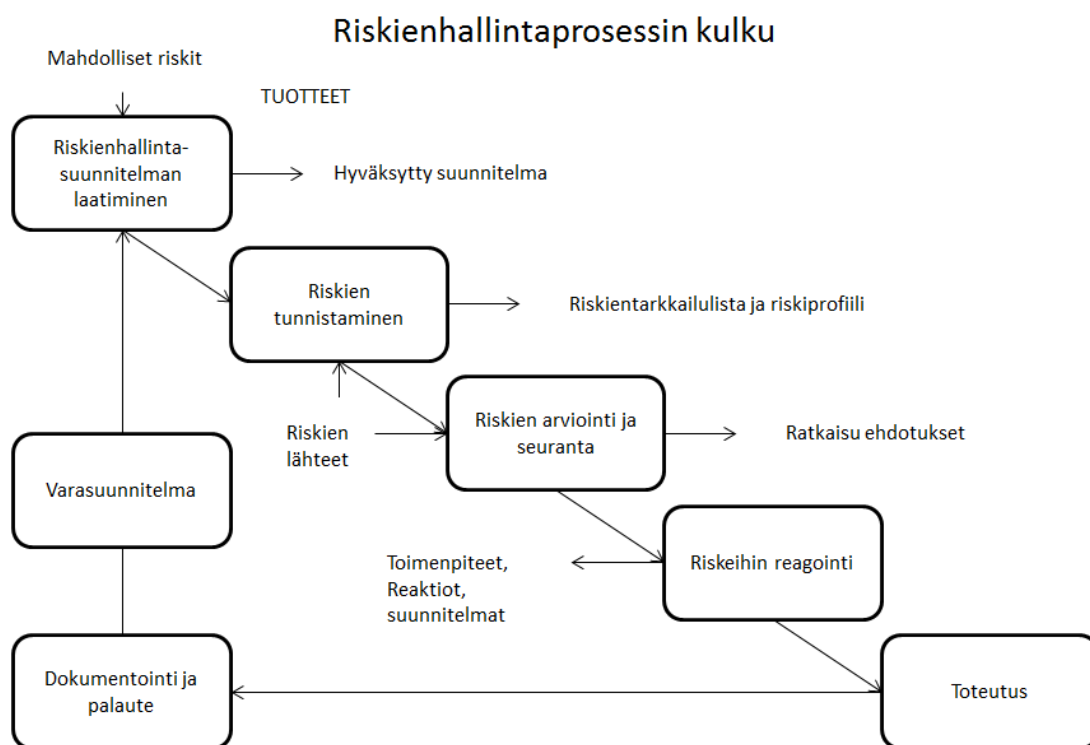 Riskienhallintaprosessin kulku
Mahdolliset riskit
TUOTTEET
Riskienhallinta-
suunnitelman
laatiminen
Hyväksytty suunnitelma
Riskien
tunnistaminen
Riskientarkkailulista ja riskiprofiili
Riskien
lähteet
Riskien arviointi ja
seuranta
Ratkaisu ehdotukset
Varasuunnitelma
Toimenpiteet,
Reaktiot,
suunnitelmat
Riskeihin reagointi
Dokumentointi ja
palaute
Toteutus